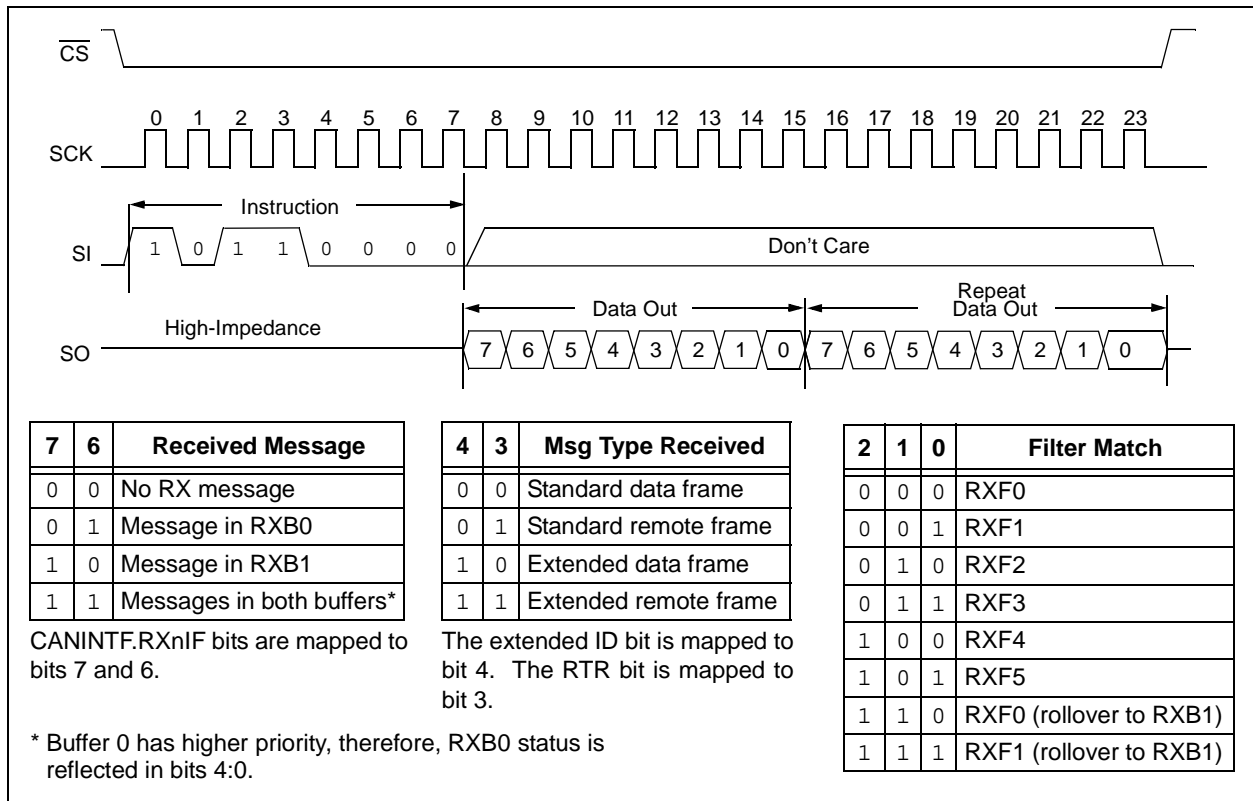 CS
0 1 2 3 4 5 6 7 8 9 10 11 12 13 14 15 16 17 18 19 20 21 22 23
SCK
Instruction
SI 1 0 1 1 0 0 0 0 Don't Care
High-Impedance
Data Out
Repeat
Data Out
SO 7 6 5 4 3 2 1 0 7 6 5 4 3 2 1 0
7 6 Received Message
0 0 No RX message
0 1 Message in RXB0
1 0 Message in RXB1
1 1 Messages in both buffers*
CANINTF.RXnIF bits are mapped to
bits 7 and 6.
4 3 Msg Type Received
0 0 Standard data frame
0 1 Standard remote frame
1 0 Extended data frame
1 1 Extended remote frame
The extended ID bit is mapped to
bit 4. The RTR bit is mapped to
bit 3.
2 1 0 Filter Match
0 0 0 RXF0
0 0 1 RXF1
0 1 0 RXF2
0 1 1 RXF3
1 0 0 RXF4
1 0 1 RXF5
1 1 0 RXF0 (rollover to RXB1)
1 1 1 RXF1 (rollover to RXB1)
* Buffer 0 has higher priority, therefore, RXB0 status is
reflected in bits 4:0.